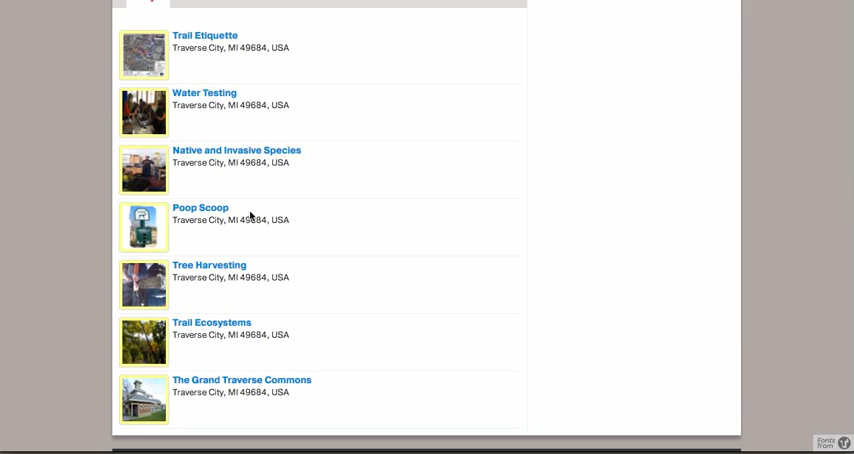 Trail Etiquette
Traverse City, MI 49684, USA
Water Testing
Traverse City, MI 49684, USA
Native and Invasive Species
Traverse City, MI 49684, USA
Poop Scoop
Traverse City, MI 49684, USA
Tree Harvesting
Traverse City, MI 49684, USA
Trail Ecosystems
Traverse City, MI 49684, USA
The Grand Traverse Commons
Traverse City, MI 49684, USA
Fonts
from